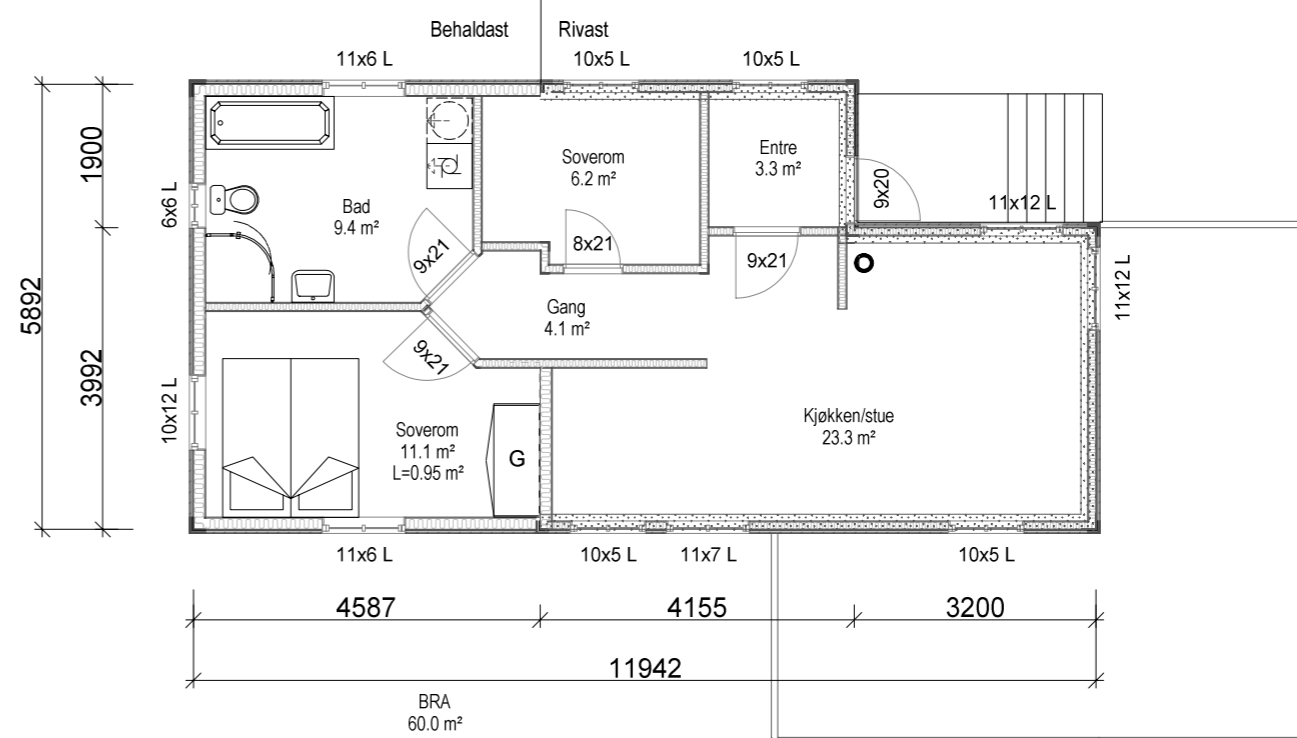 Behaldast
Rivast
11x6 L
10x5 L
10x5 L
1900
5892
3992
6x6 L
10x12 L
Bad
9.4 m²
9x21
Soverom
6.2 m²
8x21
Entre
3.3 m²
9x21
9x20
11x12 L
11x12 L
Gang
4.1 m²
9x21
Soverom
11.1 m²
L=0.95 m²
G
Kjøkken/stue
23.3 m²
11x6 L
10x5 L
11x7 L
10x5 L
4587
4155
3200
11942
BRA
60.0 m²